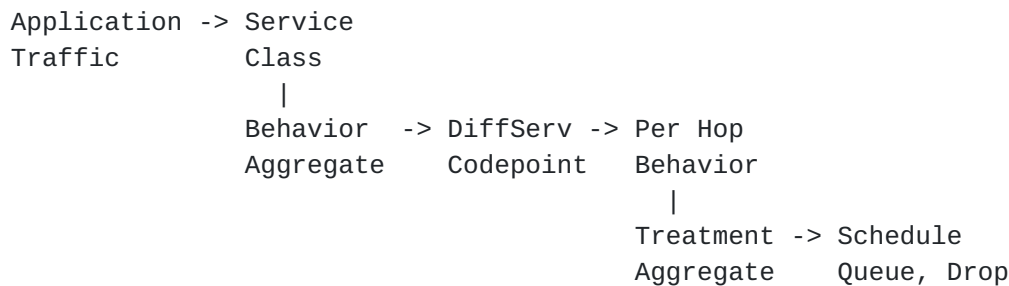 Application -> Service
Traffic        Class
                 |
               Behavior  -> DiffServ -> Per Hop
               Aggregate    Codepoint   Behavior
                                          |
                                        Treatment -> Schedule
                                        Aggregate    Queue, Drop